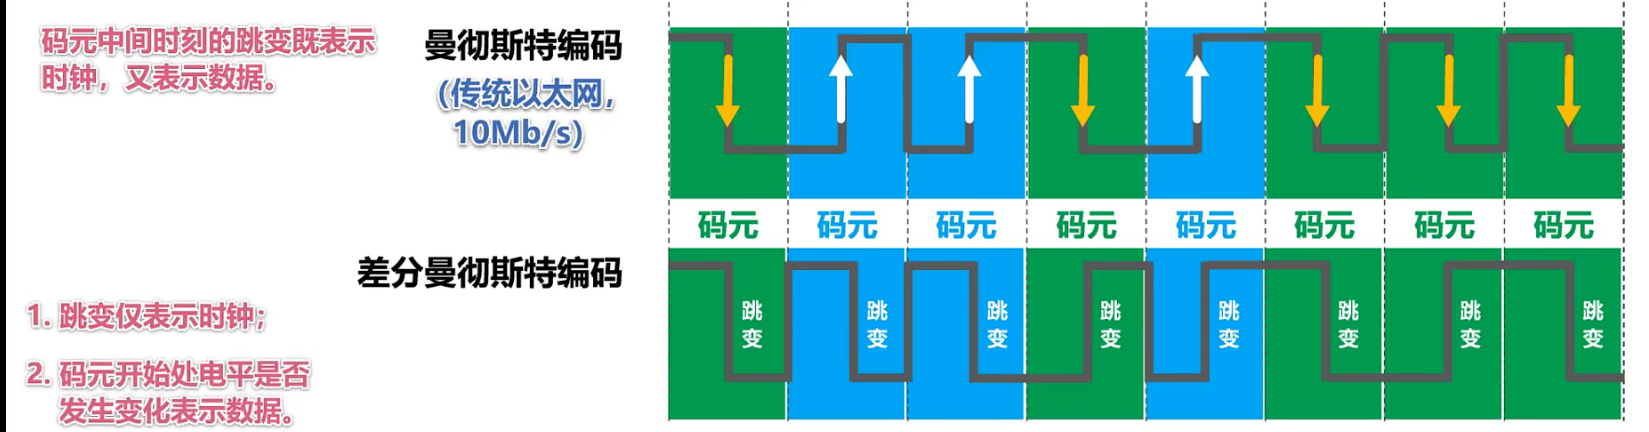 码元中间时刻的跳变既表示
时钟，又表示数据。
曼彻斯特编码
(传统以太网，
10Mb/s)
码元 码元 码元 码元 码元 码元 码元 码元
差分曼彻斯特编码
跳变 跳变 跳变 跳变 跳变 跳变 跳变 跳变
1. 跳变仅表示时钟；
2. 码元开始处电平是否
发生变化表示数据。